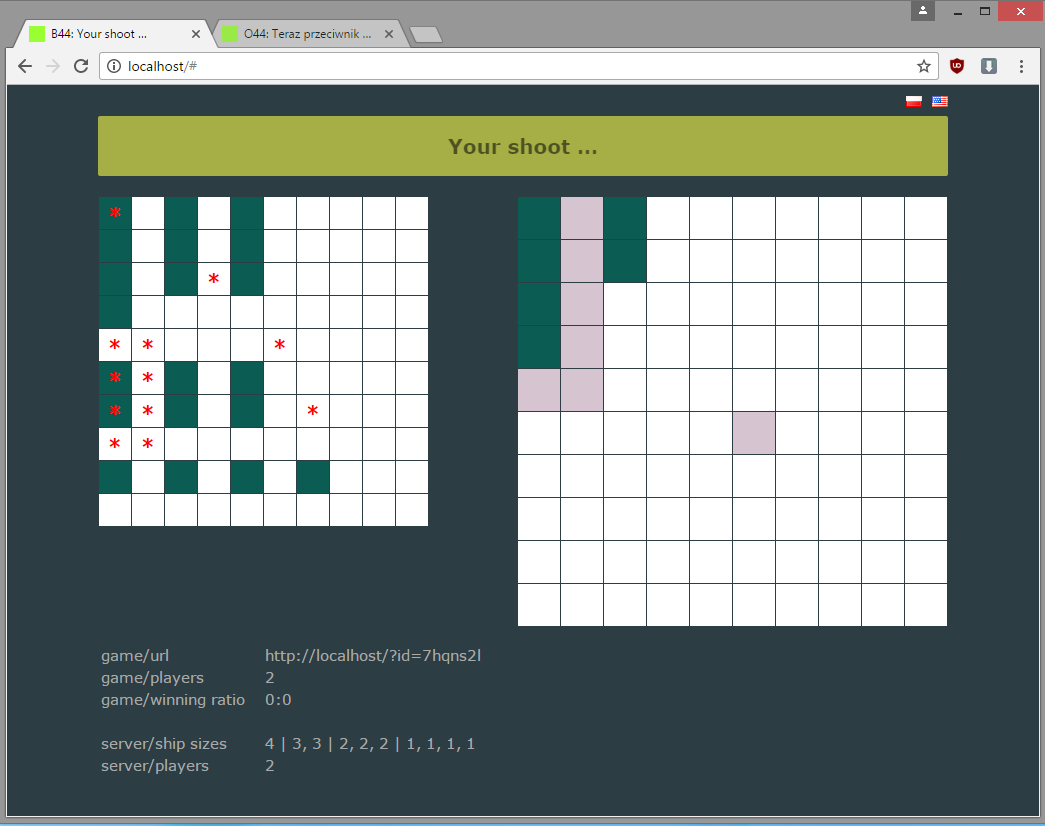 B44: Your shoot ...
O44: Teraz przeciwnik ...
localhost/#
Your shoot ...
*
*
* * *
* *
* * *
* *
game/url http://localhost/?id=7hqns2l
game/players 2
game/winning ratio 0:0
server/ship sizes 4 | 3, 3 | 2, 2, 2 | 1, 1, 1, 1
server/players 2